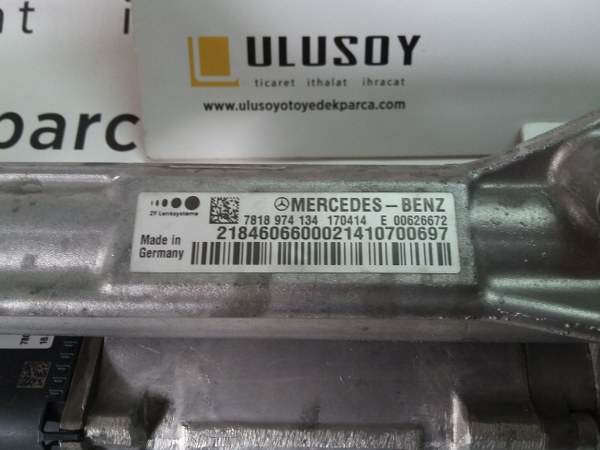 ULUSOY
ticaret ithalat ihracat
www.ulusoyotoyedekparca.com
parc
ZF Lenksysteme
MERCEDES-BENZ
7818 974 134 170414 E 00626672
21846066000021410700697
Made in
Germany